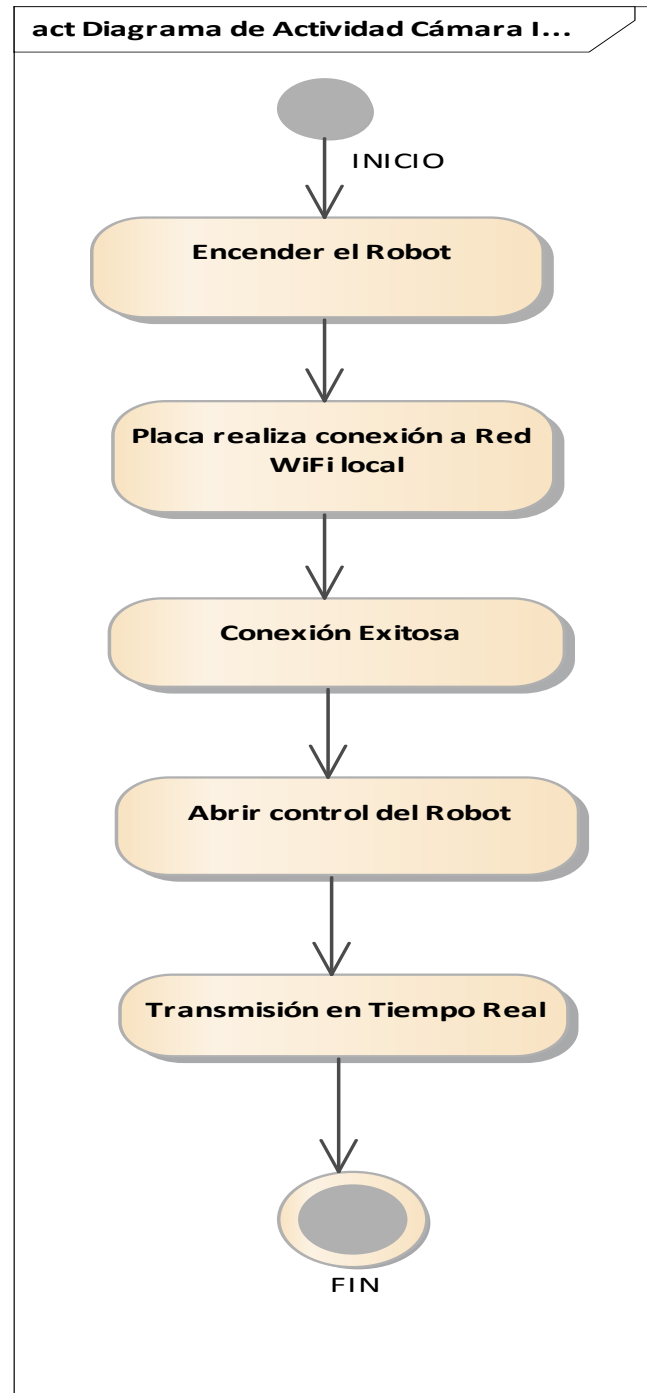 act Diagrama de Actividad Cámara I...
INICIO
Encender el Robot
Placa realiza conexión a Red
WiFi local
Conexión Exitosa
Abrir control del Robot
Transmisión en Tiempo Real
FIN